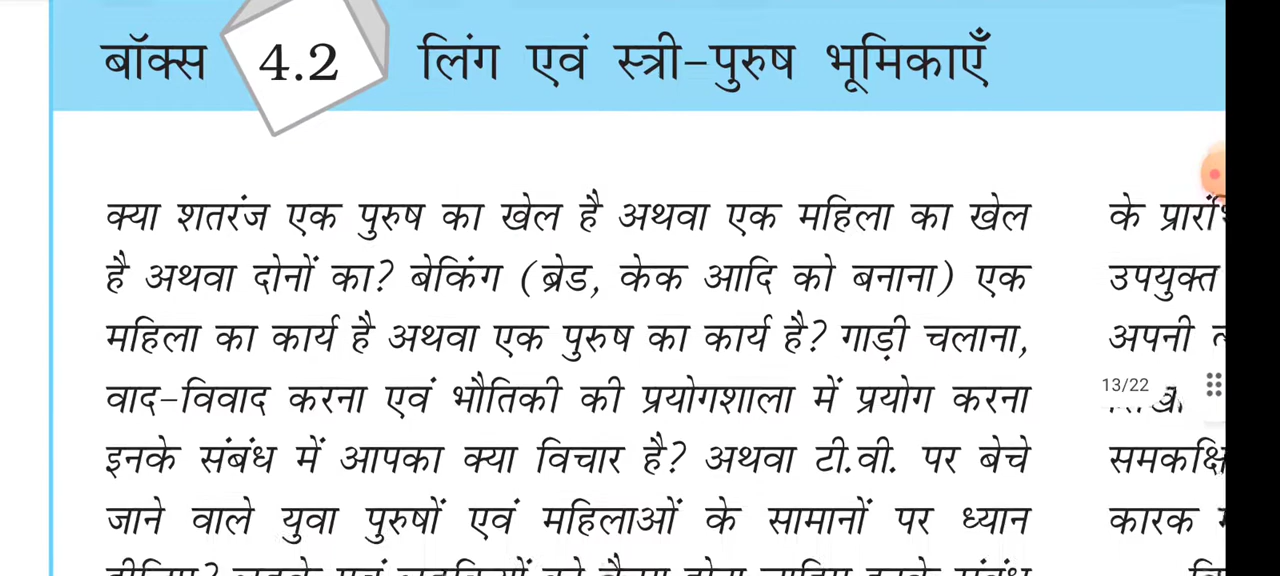 बॉक्स 4.2 लिंग एवं स्त्री-पुरुष भूमिकाएँ
क्या शतरंज एक पुरुष का खेल है अथवा एक महिला का खेल
है अथवा दोनों का? बेकिंग (ब्रेड, केक आदि को बनाना) एक
महिला का कार्य है अथवा एक पुरुष का कार्य है? गाड़ी चलाना,
वाद-विवाद करना एवं भौतिकी की प्रयोगशाला में प्रयोग करना
इनके संबंध में आपका क्या विचार है? अथवा टी.वी. पर बेचे
जाने वाले युवा पुरुषों एवं महिलाओं के सामानों पर ध्यान
के
उपयुक्त
अपनी
13/22
कारक